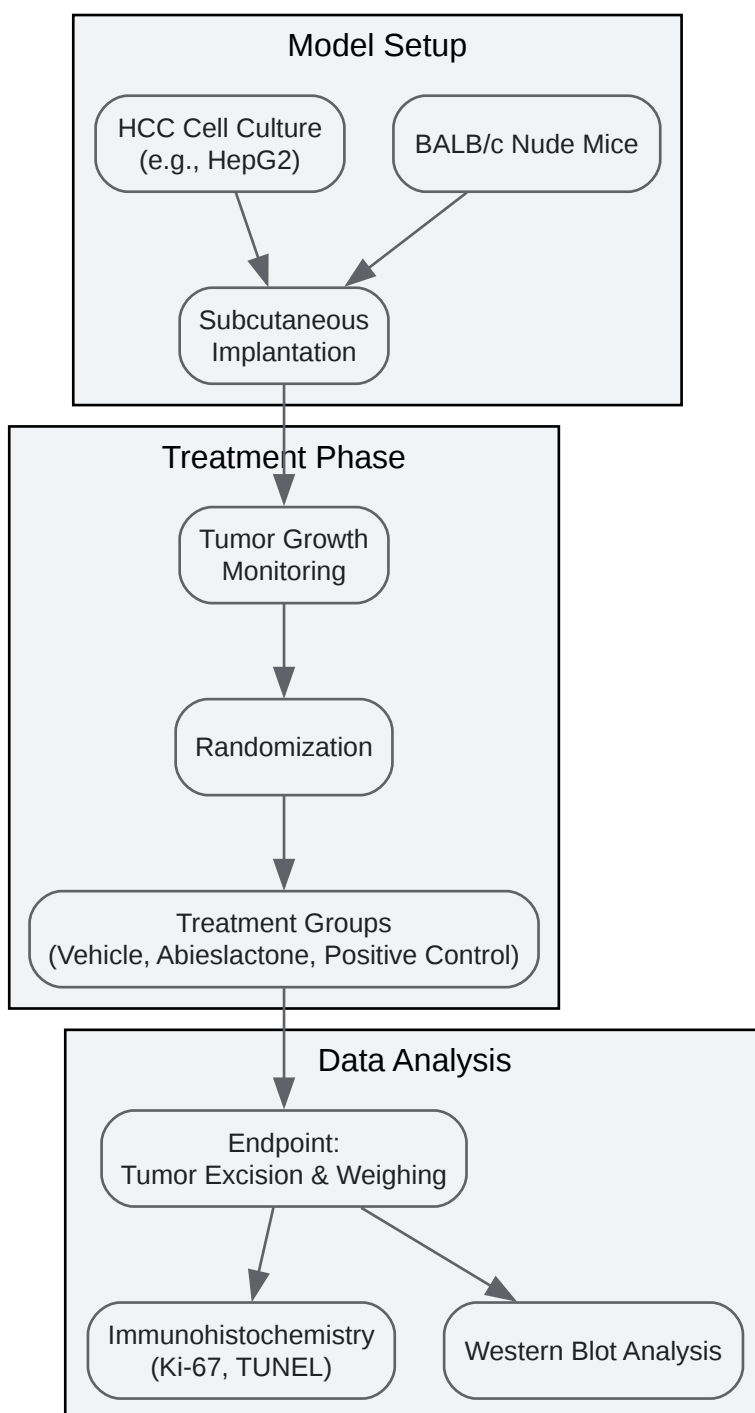 Model Setup
HCC Cell Culture
(e.g., HepG2)
BALB/c Nude Mice
Subcutaneous
Implantation
Treatment Phase
Tumor Growth
Monitoring
Randomization
Treatment Groups
(Vehicle, Abieslactone, Positive Control)
Data Analysis
Endpoint:
Tumor Excision & Weighing
Immunohistochemistry
(Ki-67, TUNEL)
Western Blot Analysis